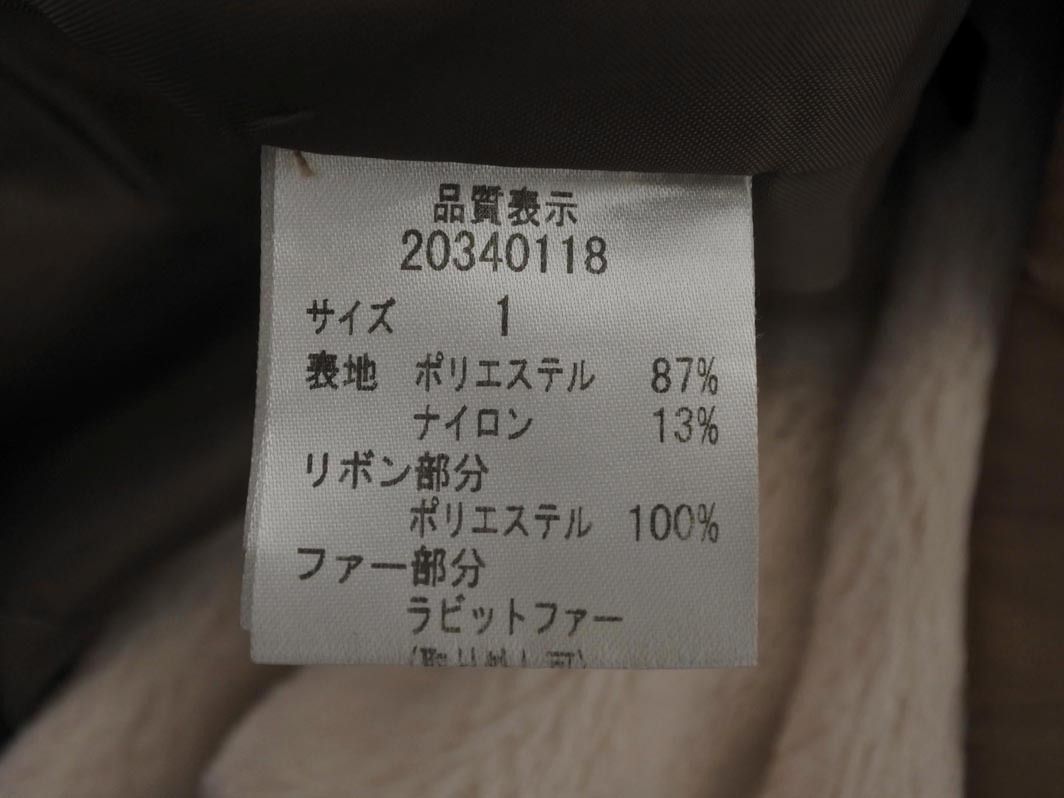 品質表示
20340118
サイズ 1
表地 ポリエステル 87%
ナイロン 13%
リボン部分
ポリエステル 100%
ファー部分
ラビットファー